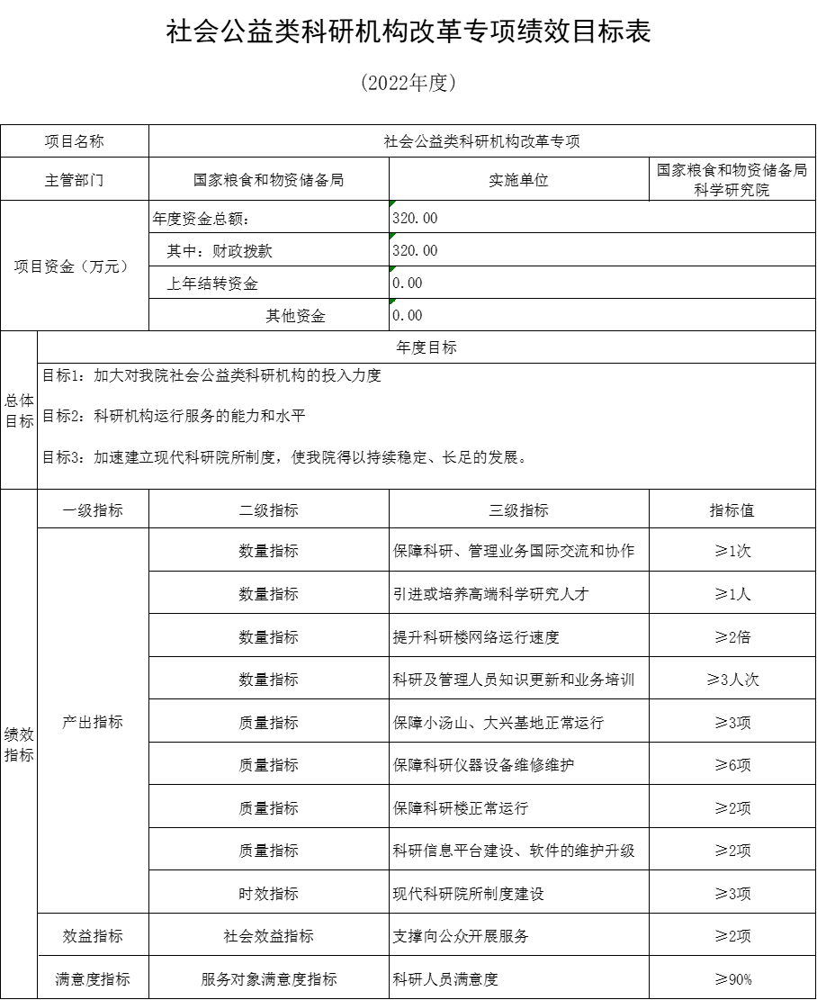 社会公益类科研机构改革专项绩效目标表
(2022年度)
项目名称 社会公益类科研机构改革专项
主管部门 国家粮食和物资储备局 实施单位 国家粮食和物资储备局
科学研究院
项目资金（万元） 年度资金总额： 320.00
其中：财政拨款 320.00
上年结转资金 0.00
其他资金 0.00
总体
目标
年度目标
目标1：加大对我院社会公益类科研机构的投入力度
目标2：科研机构运行服务的能力和水平
目标3：加速建立现代科研院所制度，使我院得以持续稳定、长足的发展。
绩效
指标
一级指标 二级指标 三级指标 指标值
产出指标 数量指标 保障科研、管理业务国际交流和协作 ≥1次
数量指标 引进或培养高端科学研究人才 ≥1人
数量指标 提升科研楼网络运行速度 ≥2倍
数量指标 科研及管理人员知识更新和业务培训 ≥3人次
质量指标 保障小汤山、大兴基地正常运行 ≥3项
质量指标 保障科研仪器设备维修维护 ≥6项
质量指标 保障科研楼正常运行 ≥2项
质量指标 科研信息平台建设、软件的维护升级 ≥2项
时效指标 现代科研院所制度建设 ≥3项
效益指标 社会效益指标 支撑向公众开展服务 ≥2项
满意度指标 服务对象满意度指标 科研人员满意度 ≥90%